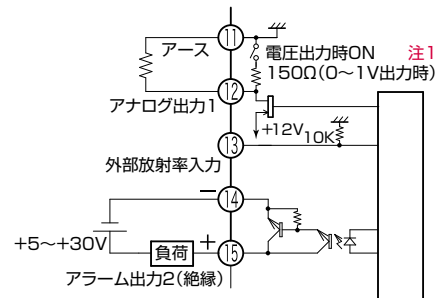 ⑪
アース
電圧出力時ON 注1
150Ω(0〜1V出力時)
⑫
アナログ出力1
+12V
10K
⑬
外部放射率入力
− ⑭
+5〜+30V
負荷 + ⑮
アラーム出力2(絶縁)